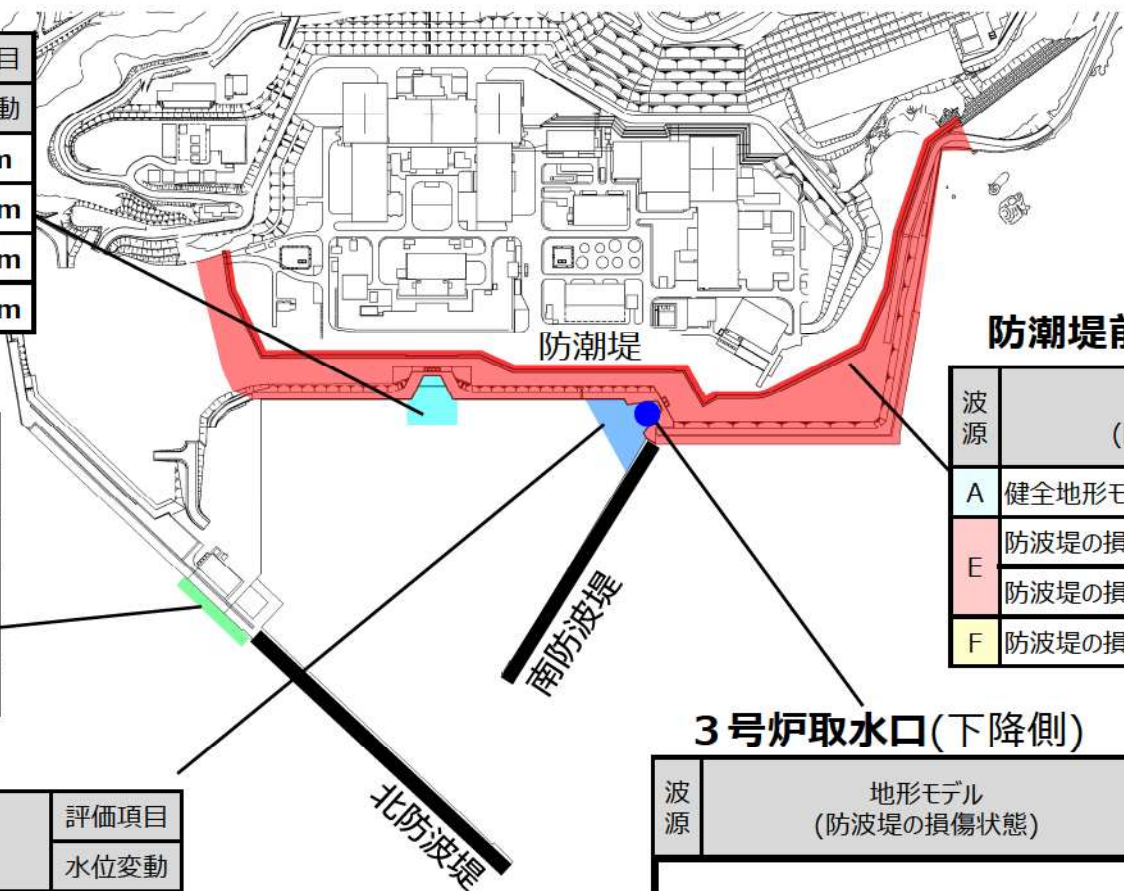 目
動
m
m
m
m
防潮堤
防潮堤前
波源
(
A 健全地形モ
E 防波堤の損
防波堤の損
F 防波堤の損
南防波堤
北防波堤
3号炉取水口(下降側)
波源
地形モデル
(防波堤の損傷状態)
評価項目
水位変動